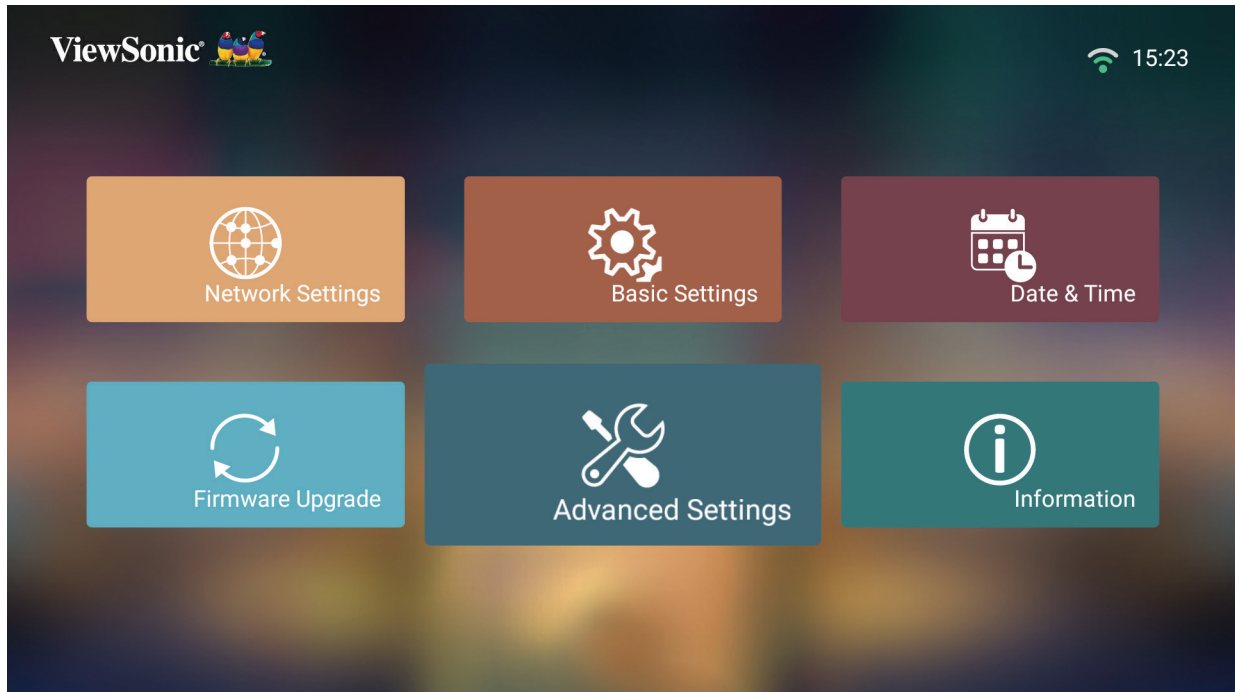 ViewSonic®
15:23
Network Settings
Basic Settings
Date & Time
Firmware Upgrade
Advanced Settings
Information